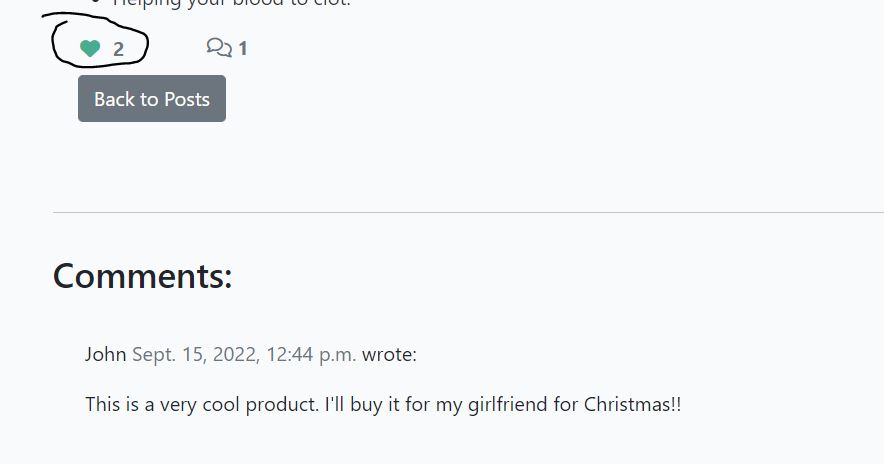 Helping your blood to clot.
2 1
Back to Posts
Comments:
John Sept. 15, 2022, 12:44 p.m. wrote:
This is a very cool product. I'll buy it for my girlfriend for Christmas!!